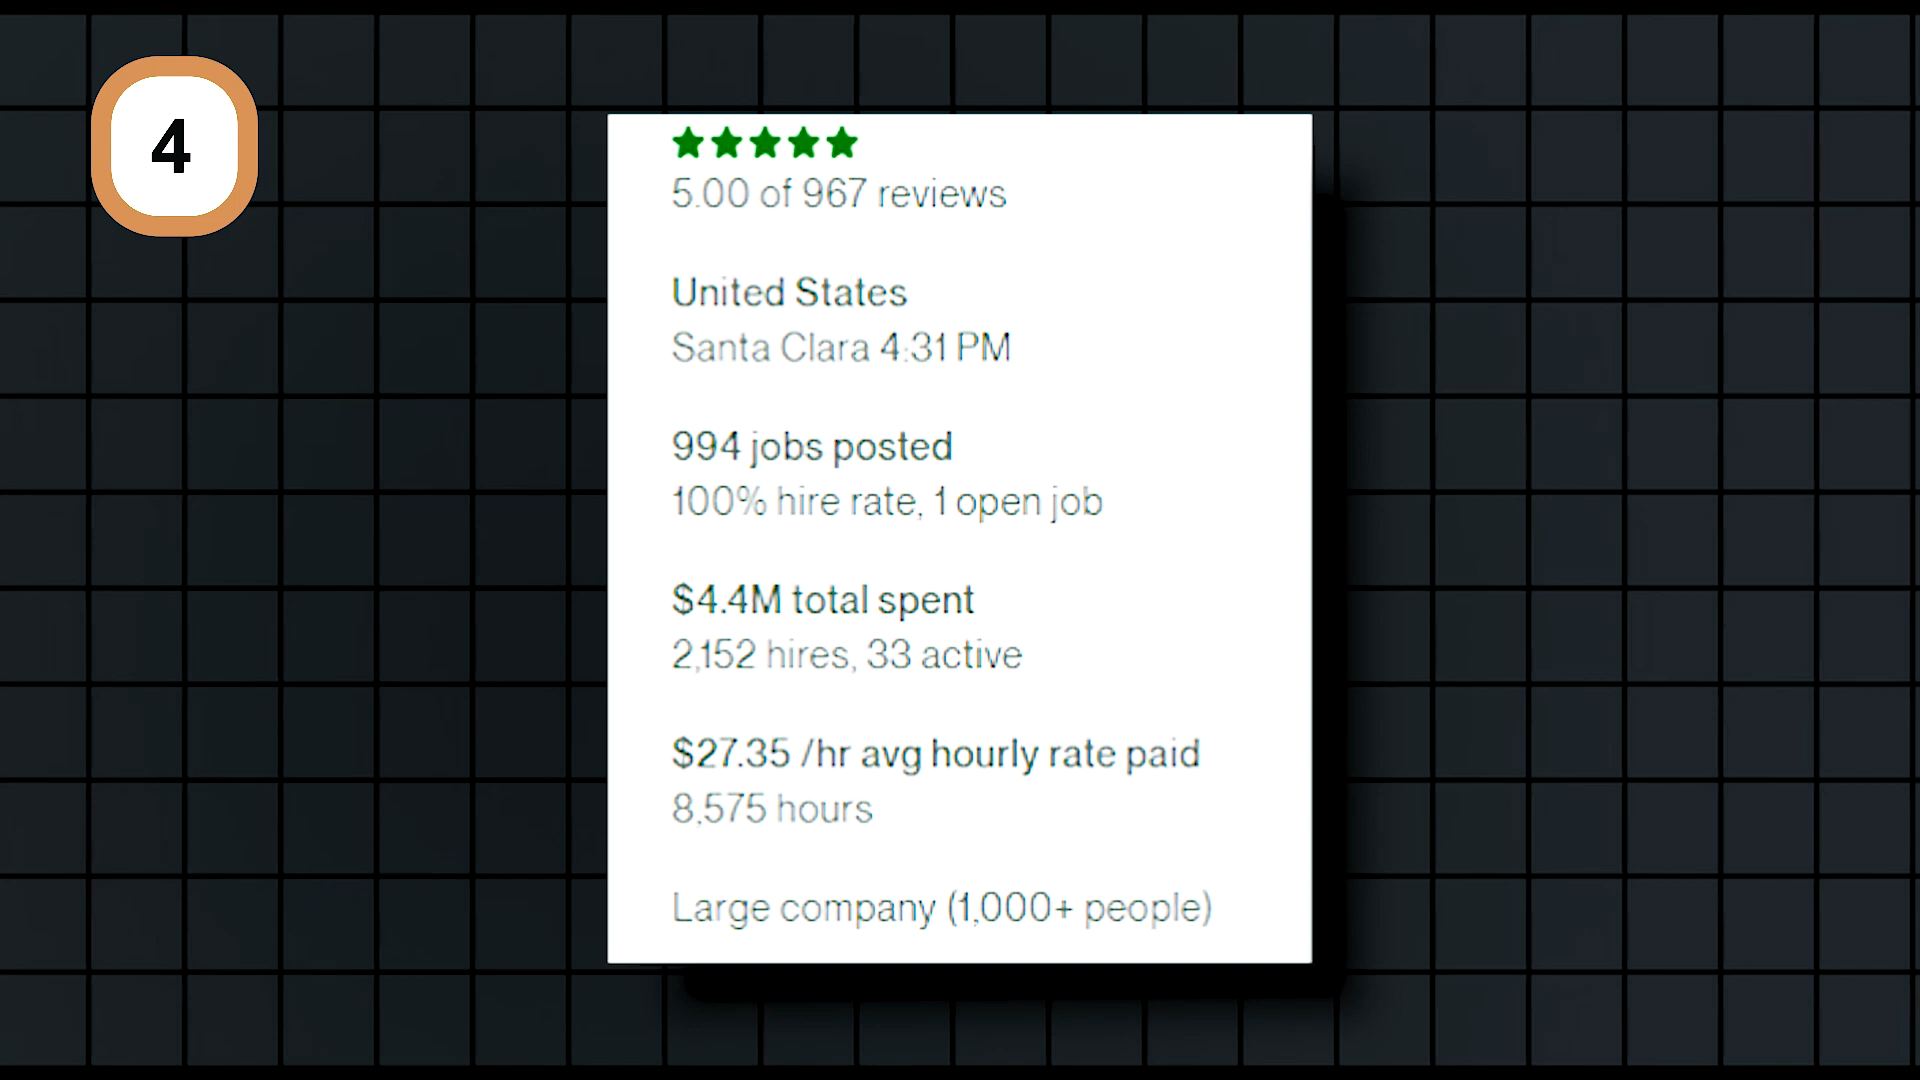 4
5.00 of 967 reviews
United States
Santa Clara 4:31 PM
994 jobs posted
100% hire rate, 1 open job
$4.4M total spent
2,152 hires, 33 active
$27.35 /hr avg hourly rate paid
8,575 hours
Large company (1,000+ people)